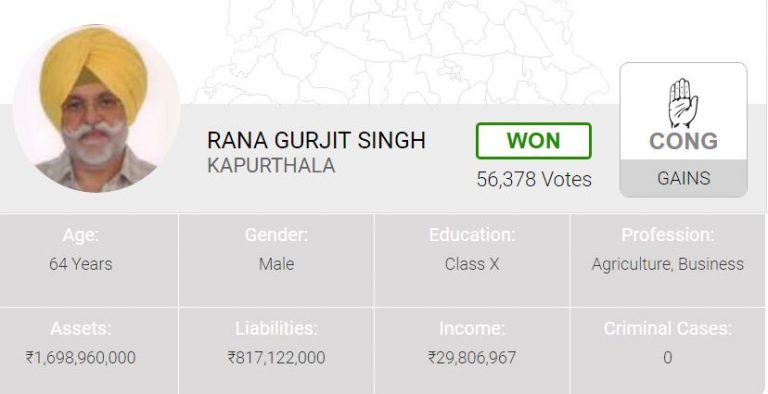 RANA GURJIT SINGH
KAPURTHALA
WON
56,378 Votes
CONG
GAINS
Age:
64 Years
Gender:
Male
Education:
Class X
Profession:
Agriculture, Business
Assets:
₹1,698,960,000
Liabilities:
₹817,122,000
Income:
₹29,806,967
Criminal Cases:
0